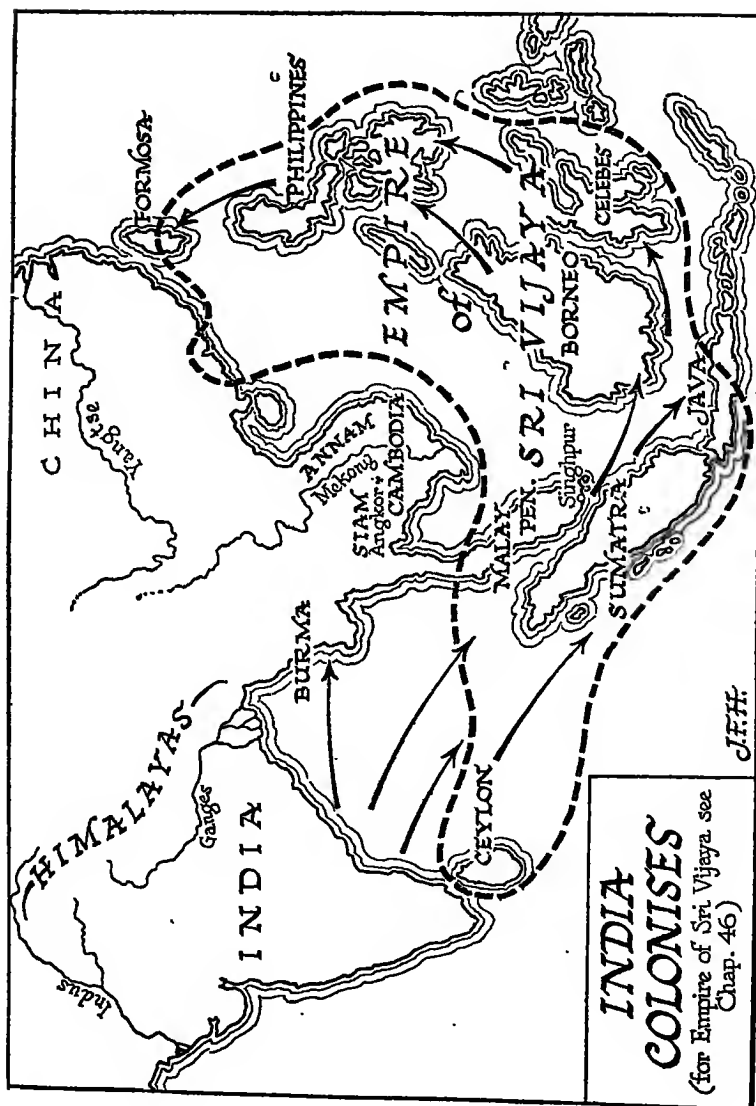 CHINA
Yangtse
FORMOSA
PHILIPPINES
HIMALAYAS
Indus
Ganges
INDIA
BURMA
SIAM
Angkor
CAMBODIA
ANNAM
Mekong
EMPIRE
of
SRI VIJAYA
MALAY
PEN.
Singhpur
BORNEO
CELEBES
SUMATRA
JAVA
CEYLON
INDIA
COLONISES
(for Empire of Sri Vijaya see
Chap. 46)
J.F.H.